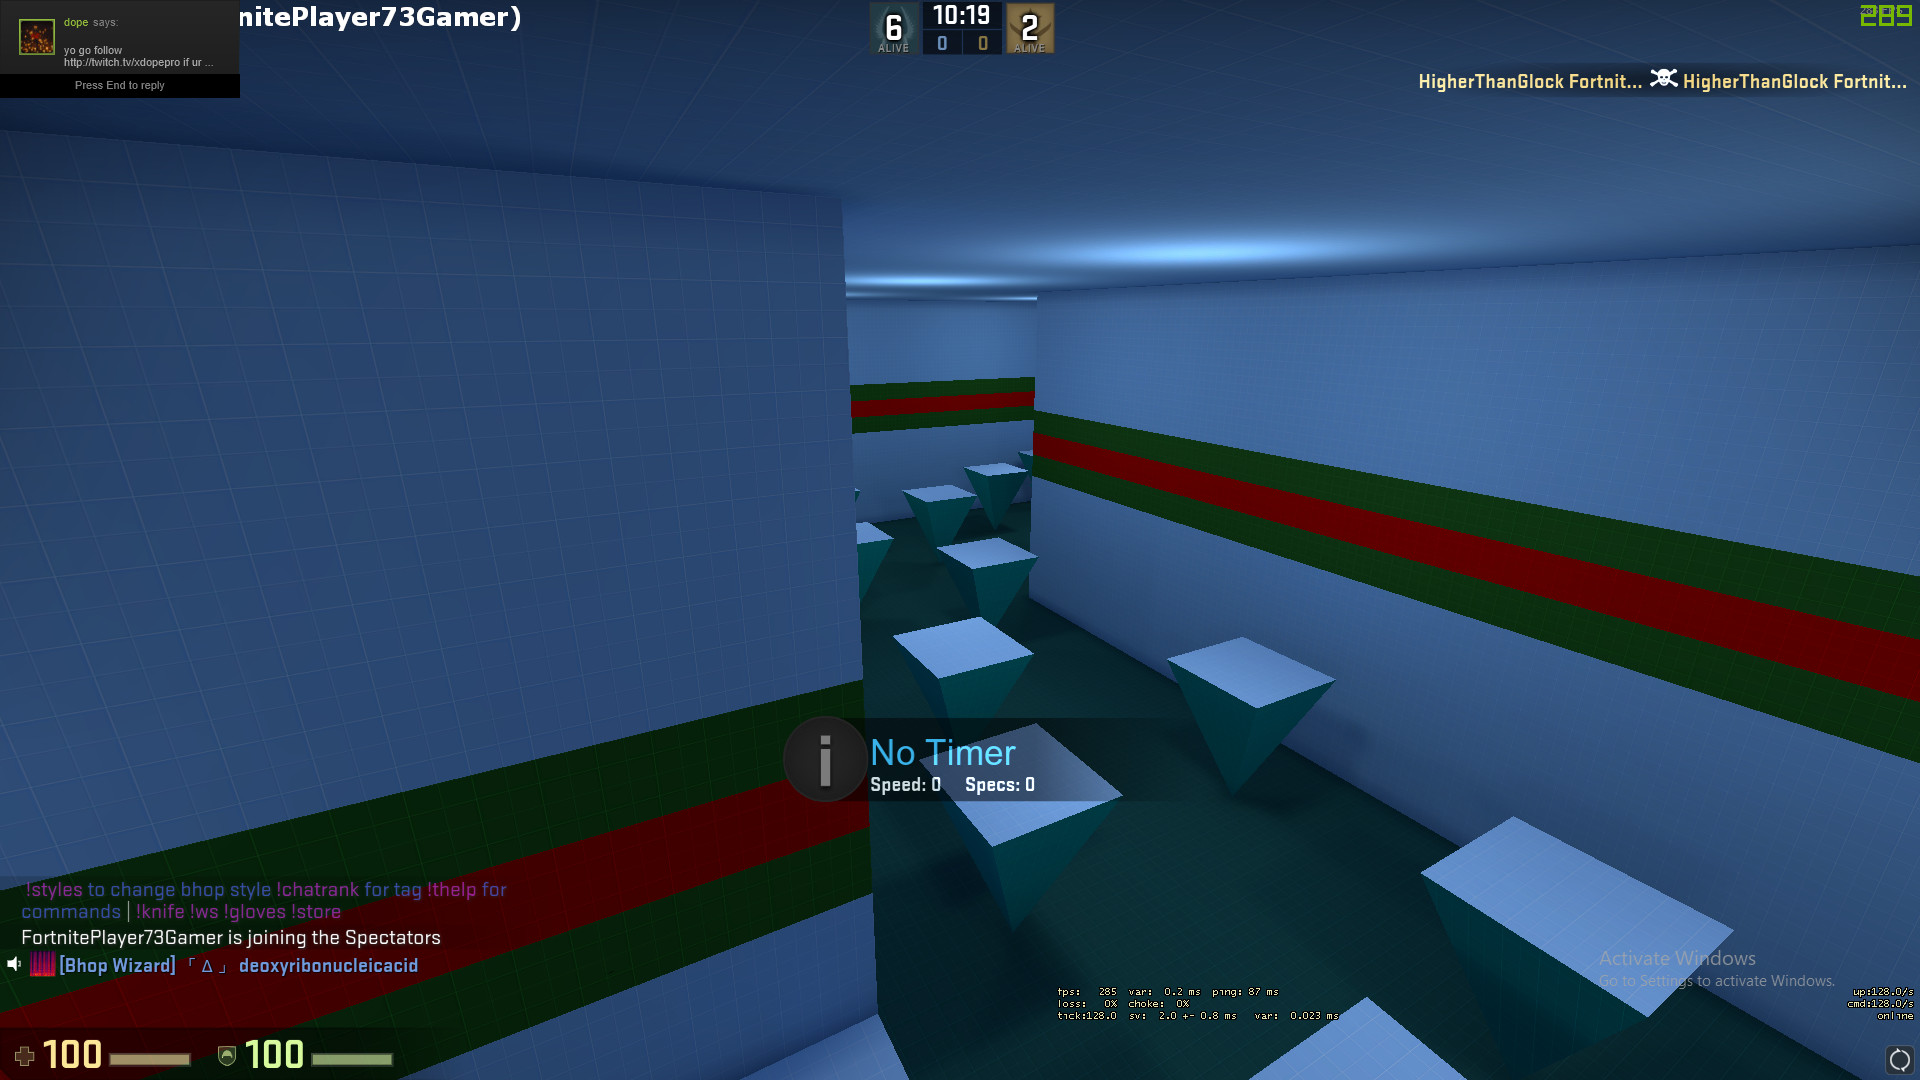 dope says:
yo go follow
http://twitch.tv/xdopepro if ur ...
Press End to reply
nitePlayer73Gamer)
6
ALIVE
10:19
0 0
2
ALIVE
289
HigherThanGlock Fortnit... HigherThanGlock Fortnit...
No Timer
Speed: 0 Specs: 0
!styles to change bhop style !chatrank for tag !thelp for
commands | !knife !ws !gloves !store
FortnitePlayer73Gamer is joining the Spectators
[Bhop Wizard] 「 Δ 」 deoxyribonucleicacid
100
100
fps: 285 var: 0.2 ms ping: 87 ms
loss: 0% choke: 0%
tick:128.0 sv: 2.0 +- 0.8 ms var: 0.023 ms
Activate Windows
Go to Settings to activate Windows.
up:128.0/s
cmd:128.0/s
online